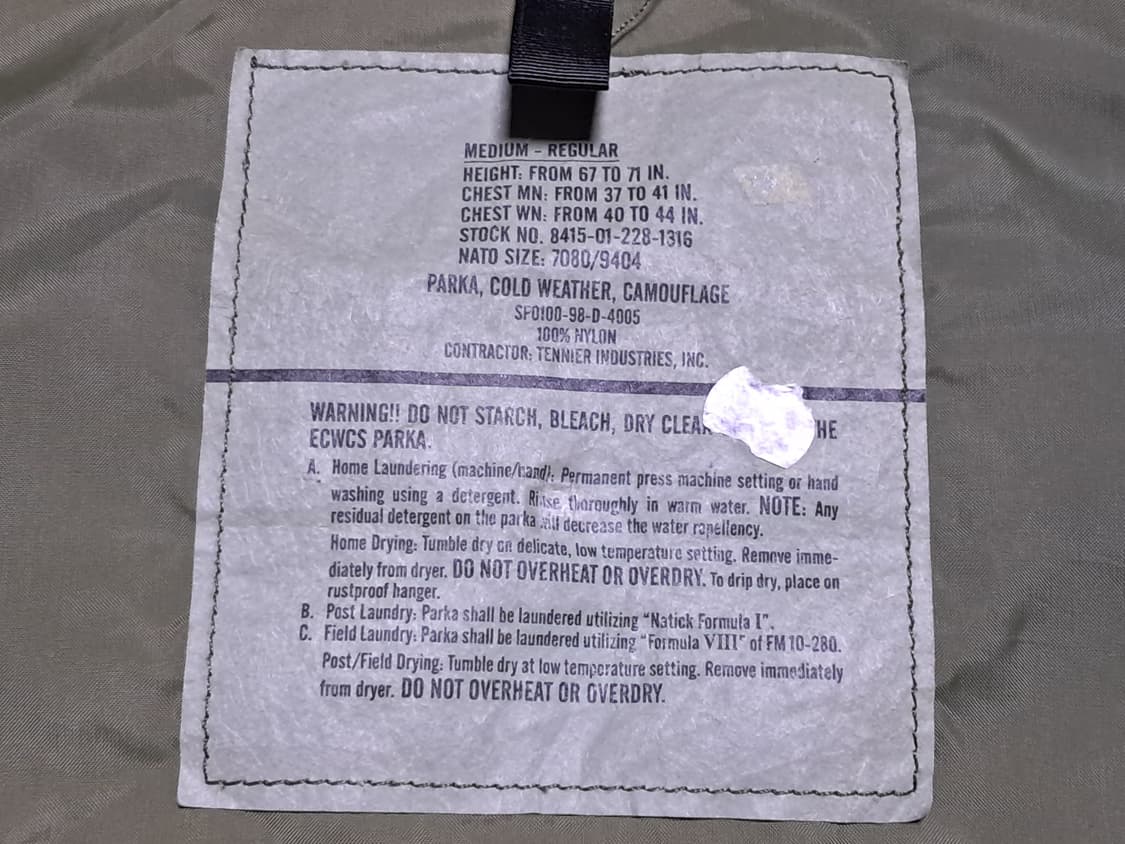 MEDIUM - REGULAR
HEIGHT: FROM 67 TO 71 IN.
CHEST MN: FROM 37 TO 41 IN.
CHEST WN: FROM 40 TO 44 IN.
STOCK NO. 8415-01-228-1316
NATO SIZE: 7080/9404
PARKA, COLD WEATHER, CAMOUFLAGE
SPO100-98-D-4005
100% NYLON
CONTRACTOR: TENNIER INDUSTRIES, INC.
WARNING!! DO NOT STARCH, BLEACH, DRY
ECWCS PARKA.
A. Home Laundering (machine/hand): Permanent press machine setting or hand
washing using a detergent. Rinse thoroughly in warm water. NOTE: Any
residual detergent on the parka will decrease the water repellency.
Home Drying: Tumble dry on delicate, low temperature setting. Remove imme-
diately from dryer. DO NOT OVERHEAT OR OVERDRY. To drip dry, place on
rustproof hanger.
B. Post Laundry: Parka shall be laundered utilizing "Natick Formula I".
C. Field Laundry: Parka shall be laundered utilizing "Formula VIII" of FM 10-280.
Post/Field Drying: Tumble dry at low temperature setting. Remove immediately
from dryer. DO NOT OVERHEAT OR OVERDRY.